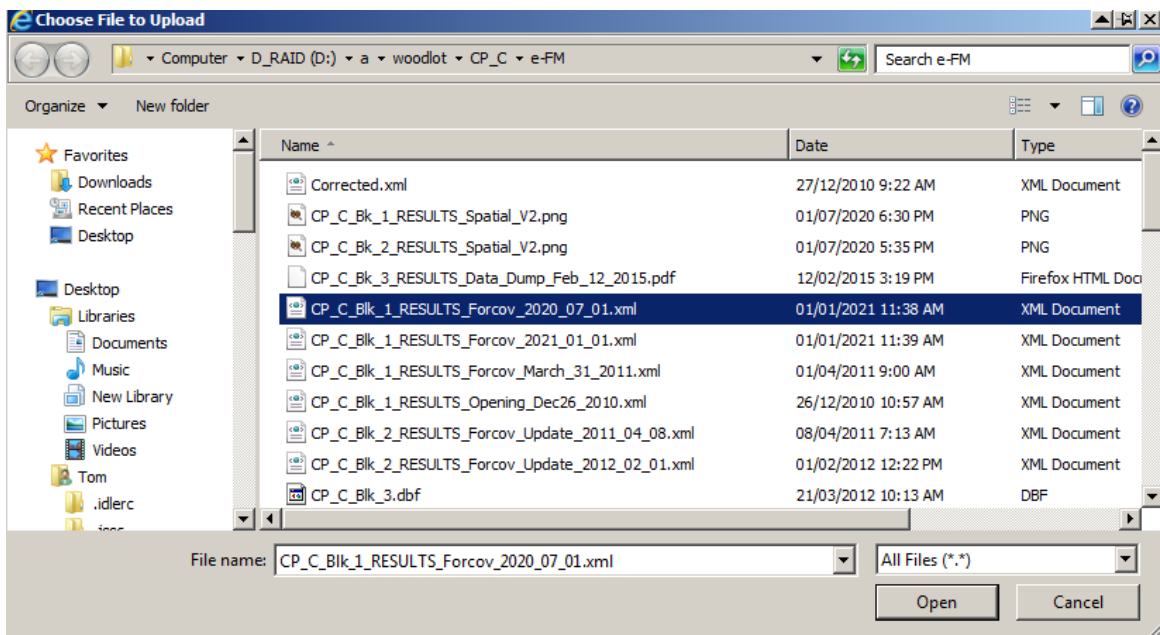 Choose File to Upload
Computer D_RAID (D:) a woodlot CP_C e-FM Search e-FM
Organize New folder
Name Date Type
Favorites
Downloads
Recent Places
Desktop
Desktop
Libraries
Documents
Music
New Library
Pictures
Videos
Tom
.idlerc
Corrected.xml 27/12/2010 9:22 AM XML Document
CP_C_Bk_1_RESULTS_Spatial_V2.png 01/07/2020 6:30 PM PNG
CP_C_Bk_2_RESULTS_Spatial_V2.png 01/07/2020 5:35 PM PNG
CP_C_Bk_3_RESULTS_Data_Dump_Feb_12_2015.pdf 12/02/2015 3:19 PM Firefox HTML Doc
CP_C_Blk_1_RESULTS_Forcov_2020_07_01.xml 01/01/2021 11:38 AM XML Document
CP_C_Blk_1_RESULTS_Forcov_2021_01_01.xml 01/01/2021 11:39 AM XML Document
CP_C_Blk_1_RESULTS_Forcov_March_31_2011.xml 01/04/2011 9:00 AM XML Document
CP_C_Blk_1_RESULTS_Opening_Dec26_2010.xml 26/12/2010 10:57 AM XML Document
CP_C_Blk_2_RESULTS_Forcov_Update_2011_04_08.xml 08/04/2011 7:13 AM XML Document
CP_C_Blk_2_RESULTS_Forcov_Update_2012_02_01.xml 01/02/2012 12:22 PM XML Document
CP_C_Blk_3.dbf 21/03/2012 10:13 AM DBF
File name: CP_C_Blk_1_RESULTS_Forcov_2020_07_01.xml All Files (*.*)
Open Cancel